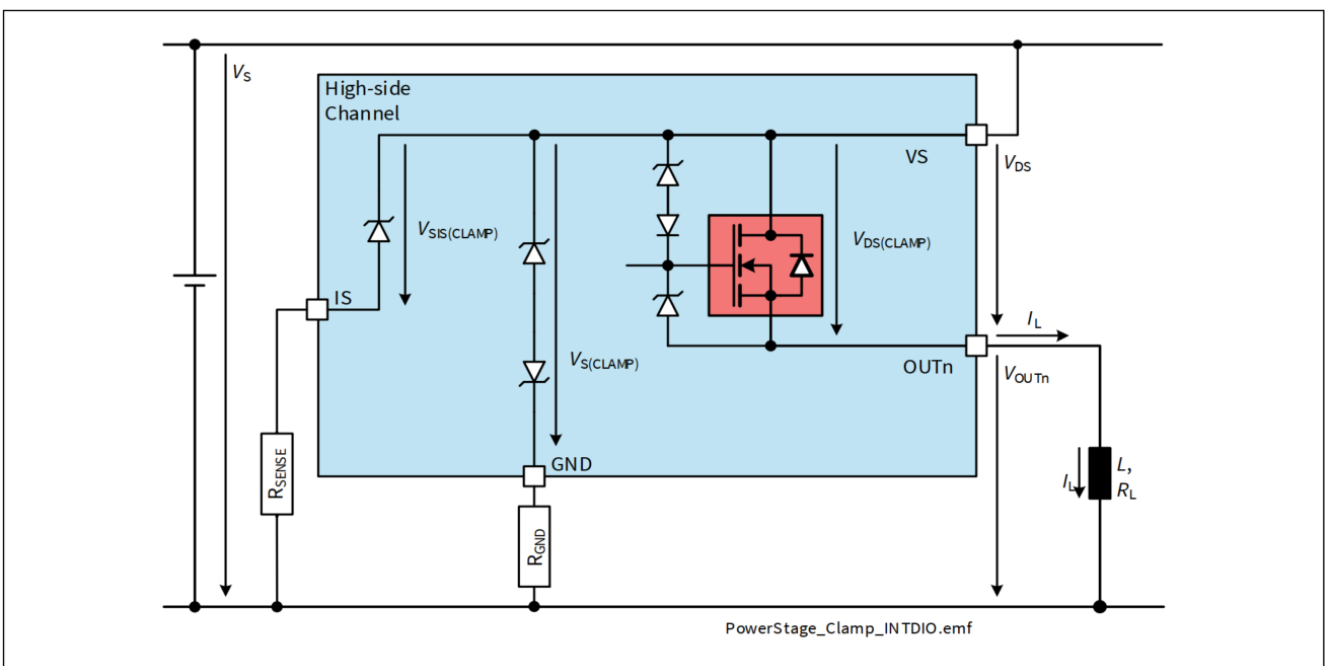 VS
High-side
Channel
VS
VDS
VSIS(CLAMP)
VDS(CLAMP)
IS
IL
VS(CLAMP)
OUTn
VOUTn
GND
RSENSE
RGND
IL
L,
RL
PowerStage_Clamp_INTDIO.emf